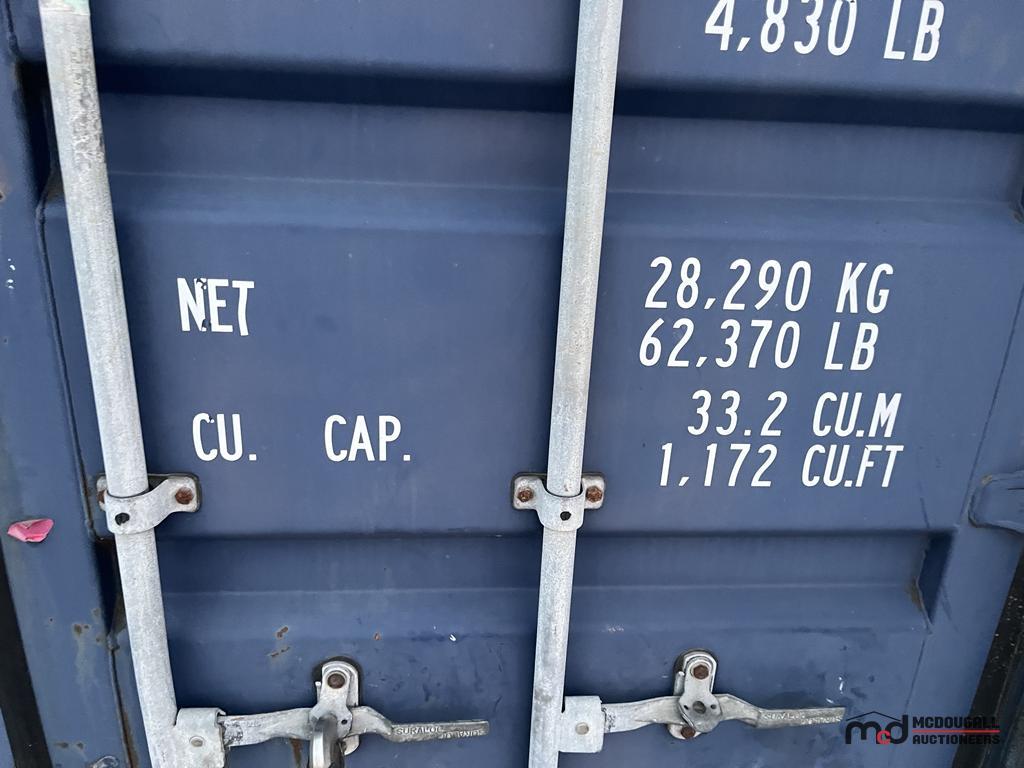 4,830 LB
NET 28,290 KG
62,370 LB
CU. CAP. 33.2 CU.M
1,172 CU.FT
mcd MCDOUGALL
AUCTIONEERS